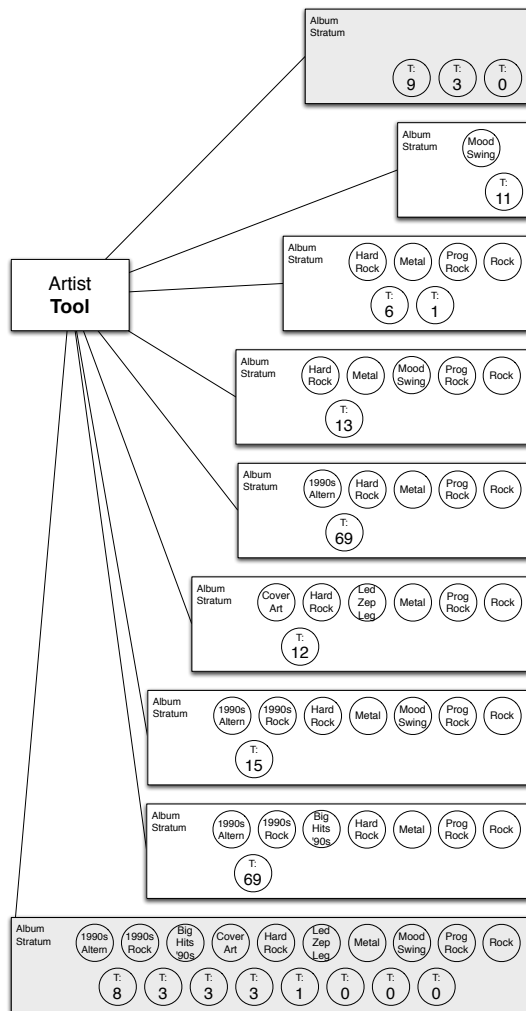 Album
Stratum
T: T: T:
9 3 0
Album
Stratum
Mood
Swing
T:
11
Artist
Tool
Album
Stratum
Hard
Rock
Metal
Prog
Rock
Rock
T: T:
6 1
Album
Stratum
Hard
Rock
Metal
Mood
Swing
Prog
Rock
Rock
T:
13
Album
Stratum
1990s
Altern
Hard
Rock
Metal
Prog
Rock
Rock
T:
69
Album
Stratum
Cover
Art
Hard
Rock
Led
Zep
Leg
Metal
Prog
Rock
Rock
T:
12
Album
Stratum
1990s
Altern
1990s
Rock
Hard
Rock
Metal
Mood
Swing
Prog
Rock
Rock
T:
15
Album
Stratum
1990s
Altern
1990s
Rock
Big
Hits
'90s
Hard
Rock
Metal
Prog
Rock
Rock
T:
69
Album
Stratum
1990s
Altern
1990s
Rock
Big
Hits
'90s
Cover
Art
Hard
Rock
Led
Zep
Leg
Metal
Mood
Swing
Prog
Rock
Rock
T: T: T: T: T: T: T: T:
8 3 3 3 1 0 0 0